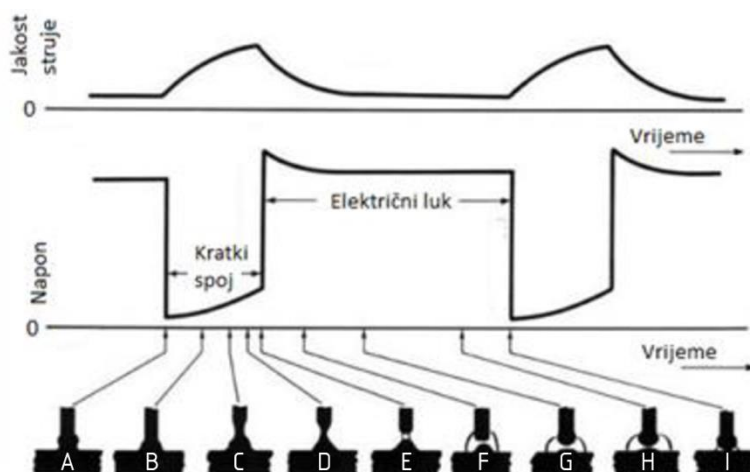 Jakost
struje
0
Vrijeme
Električni luk
Kratki
spoj
Napon
0
Vrijeme
A B C D E F G H I